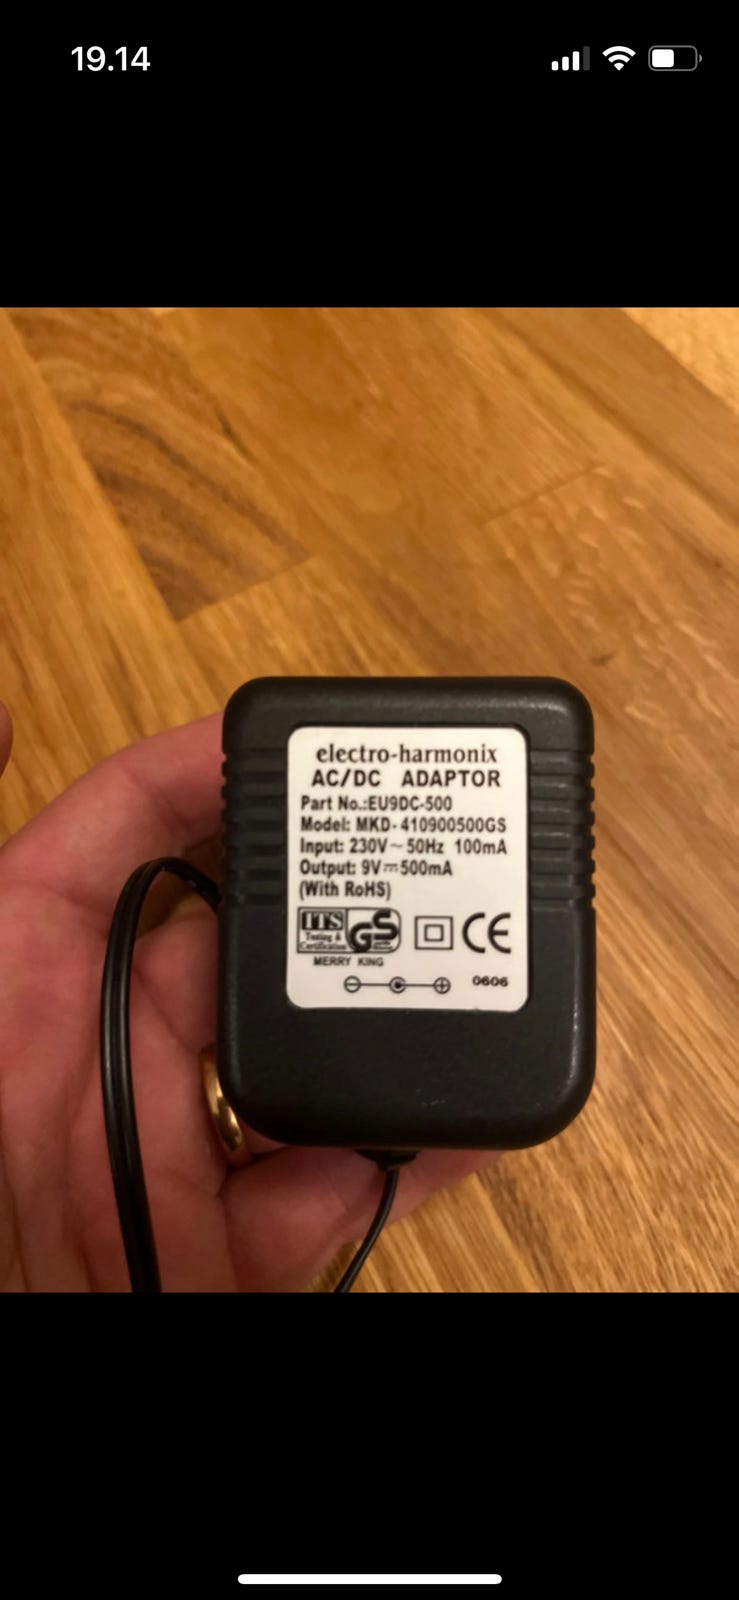 19.14
electro-harmonix
AC/DC ADAPTOR
Part No.:EU9DC-500
Model: MKD-410900500GS
Input: 230V~50Hz 100mA
Output: 9V⎓500mA
(With RoHS)
ITS
Testing &
Certification
GS
CE
MERRY KING
0606